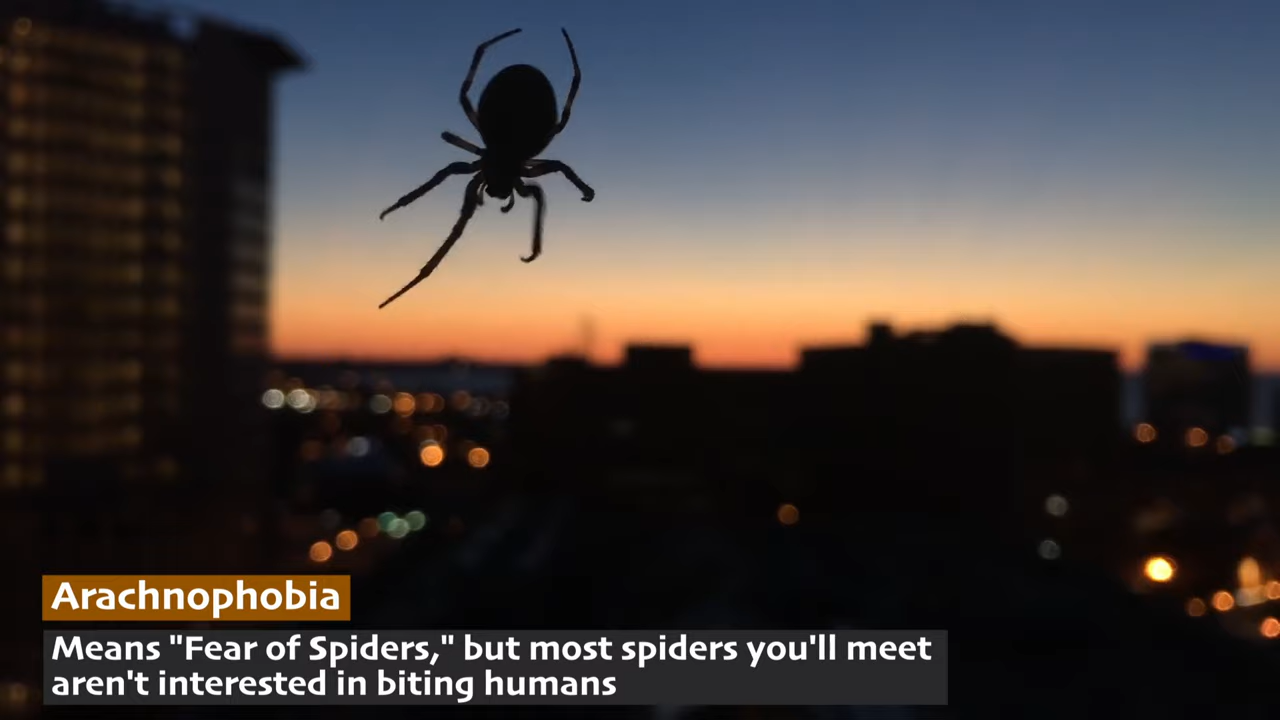 Arachnophobia
Means "Fear of Spiders," but most spiders you'll meet
aren't interested in biting humans